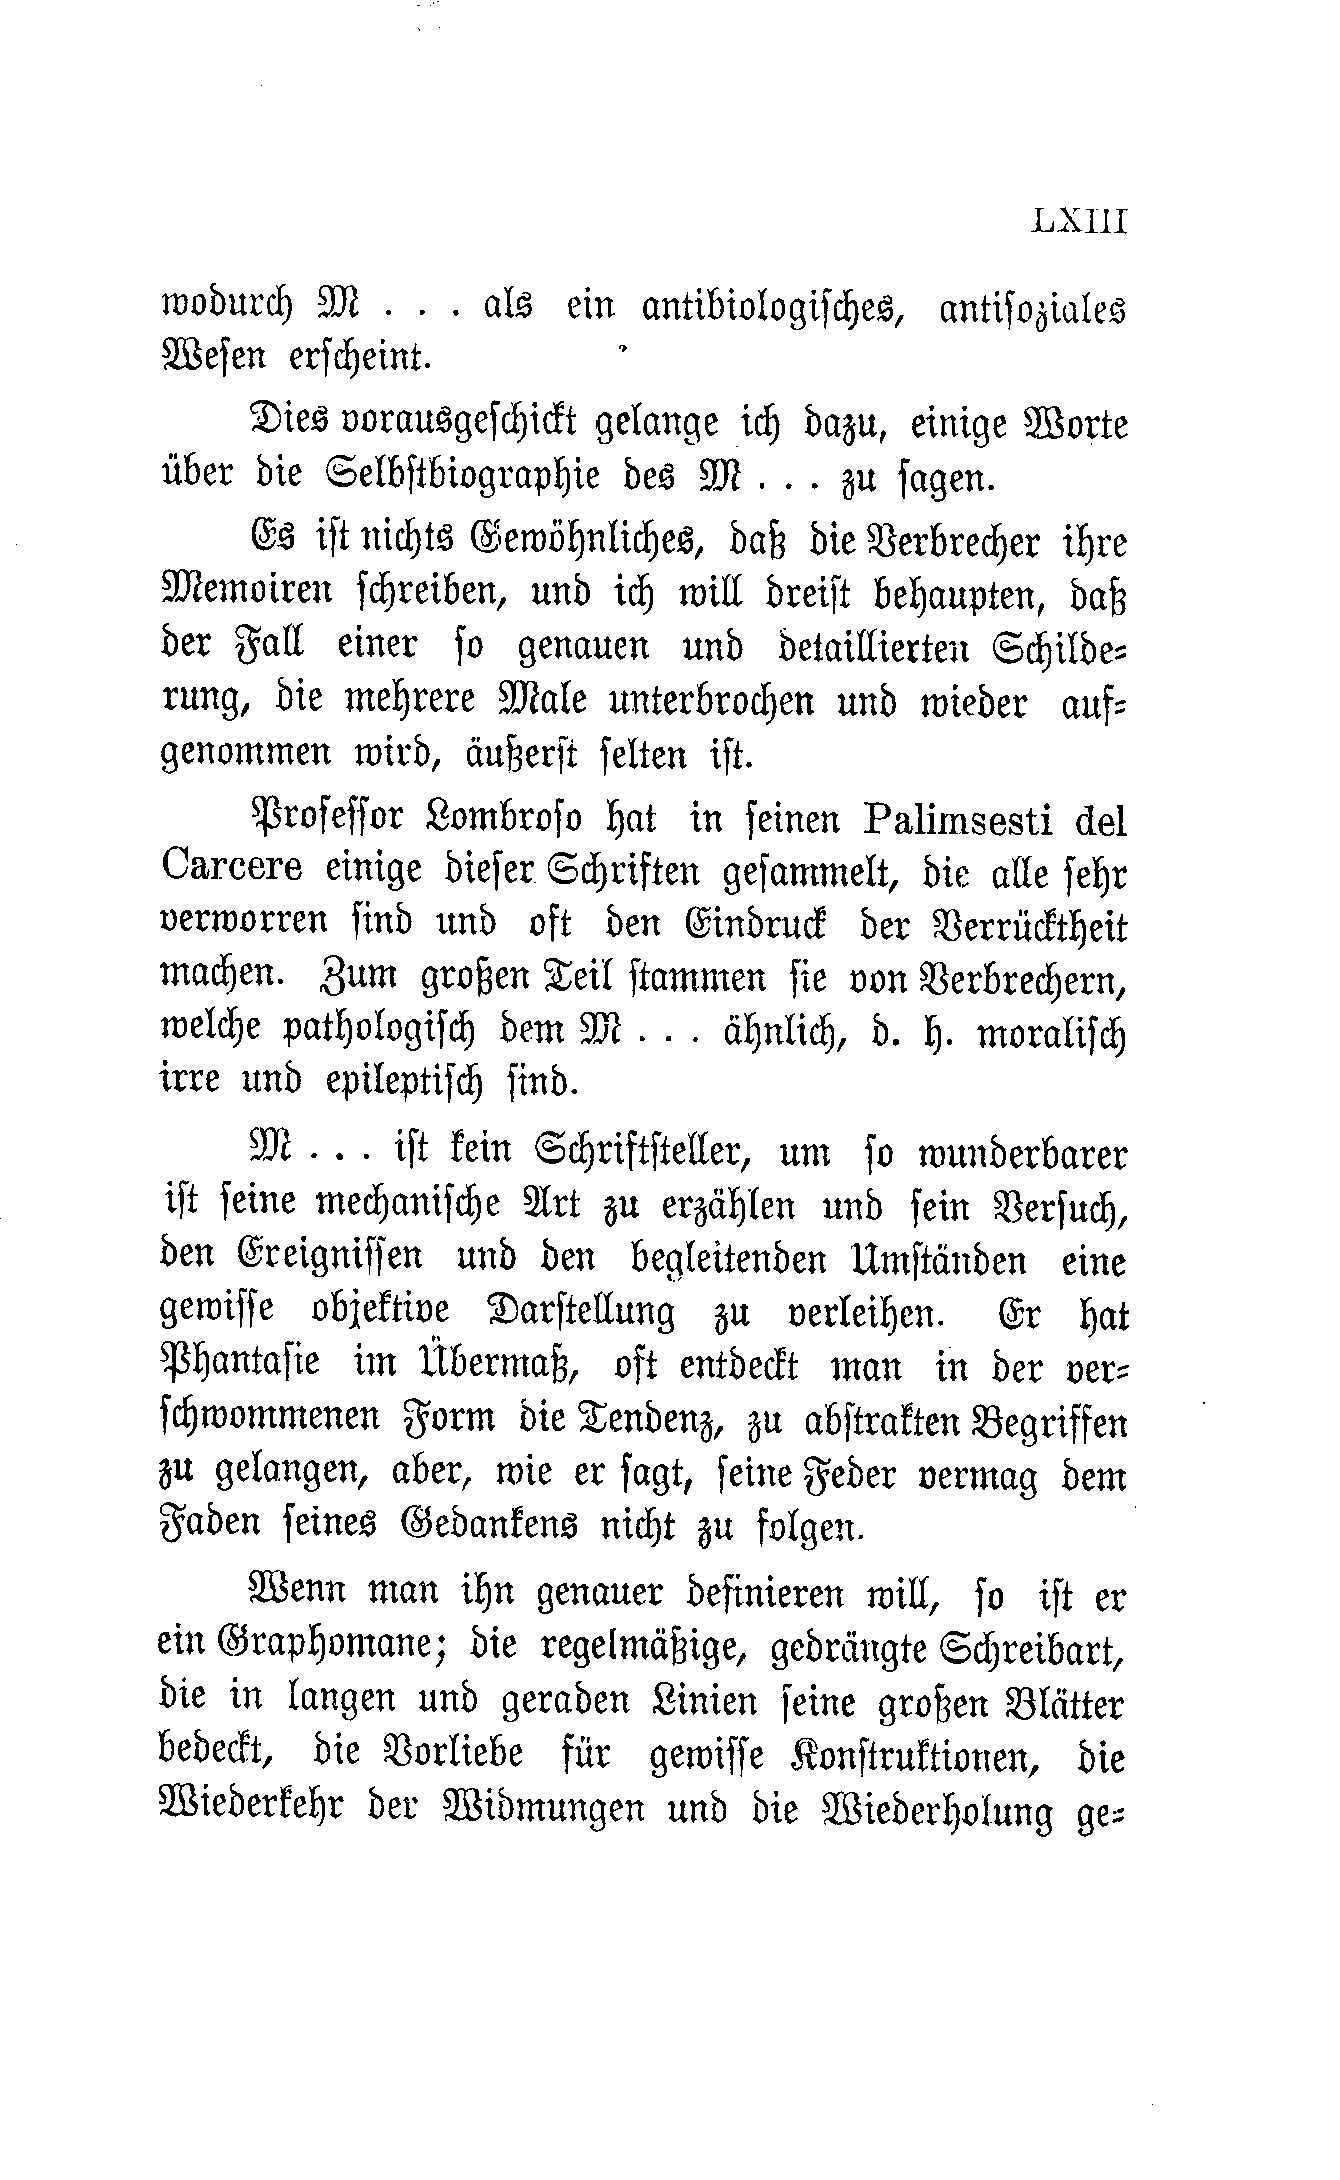 LXIII
wodurch M . . . als ein antibiologisches, antisoziales
Wesen erscheint.
Dies vorausgeschickt gelange ich dazu, einige Worte
über die Selbstbiographie des M . . . zu sagen.
Es ist nichts Gewöhnliches, daß die Verbrecher ihre
Memoiren schreiben, und ich will dreist behaupten, daß
der Fall einer so genauen und detaillierten Schilde-
rung, die mehrere Male unterbrochen und wieder auf-
genommen wird, äußerst selten ist.
Professor Lombroso hat in seinen Palimsesti del
Carcere einige dieser Schriften gesammelt, die alle sehr
verworren sind und oft den Eindruck der Verrücktheit
machen. Zum großen Teil stammen sie von Verbrechern,
welche pathologisch dem M . . . ähnlich, d. h. moralisch
irre und epileptisch sind.
M . . . ist kein Schriftsteller, um so wunderbarer
ist seine mechanische Art zu erzählen und sein Versuch,
den Ereignissen und den begleitenden Umständen eine
gewisse objektive Darstellung zu verleihen. Er hat
Phantasie im Übermaß, oft entdeckt man in der ver-
schwommenen Form die Tendenz, zu abstrakten Begriffen
zu gelangen, aber, wie er sagt, seine Feder vermag dem
Faden seines Gedankens nicht zu folgen.
Wenn man ihn genauer definieren will, so ist er
ein Graphomane; die regelmäßige, gedrängte Schreibart,
die in langen und geraden Linien seine großen Blätter
bedeckt, die Vorliebe für gewisse Konstruktionen, die
Wiederkehr der Widmungen und die Wiederholung ge-